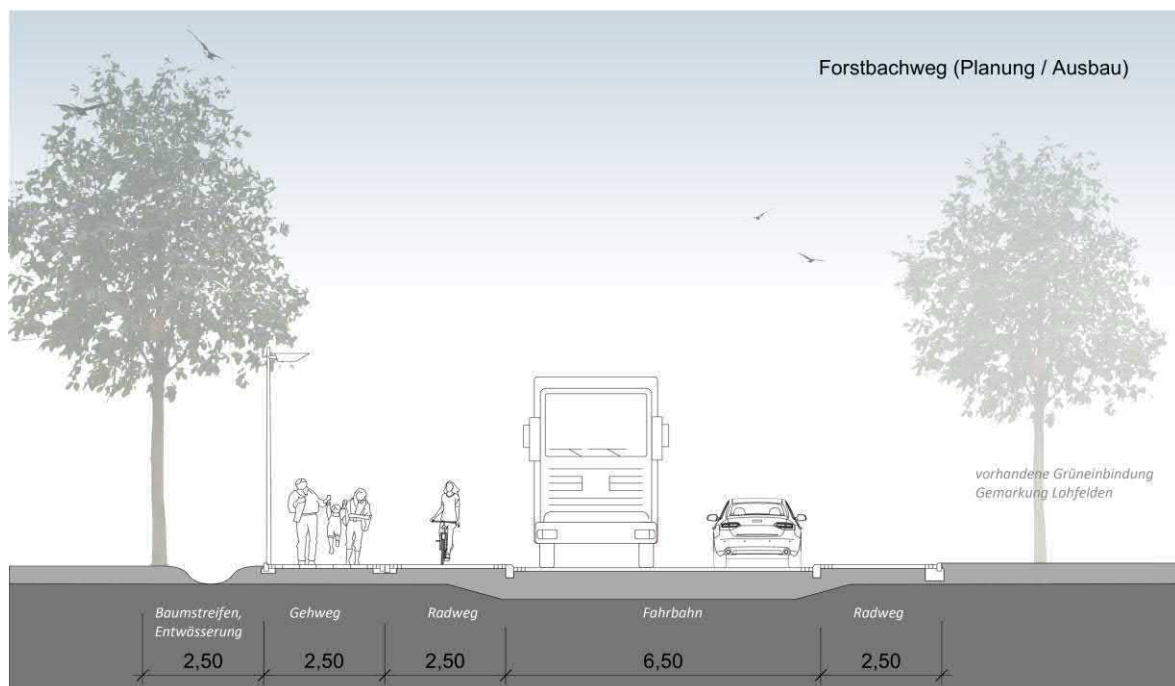 Forstbachweg (Planung / Ausbau)
vorhandene Grüneinbindung
Gemarkung Lohfelden
Baumstreifen,
Entwässerung
Gehweg
Radweg
Fahrbahn
Radweg
2,50
2,50
2,50
6,50
2,50